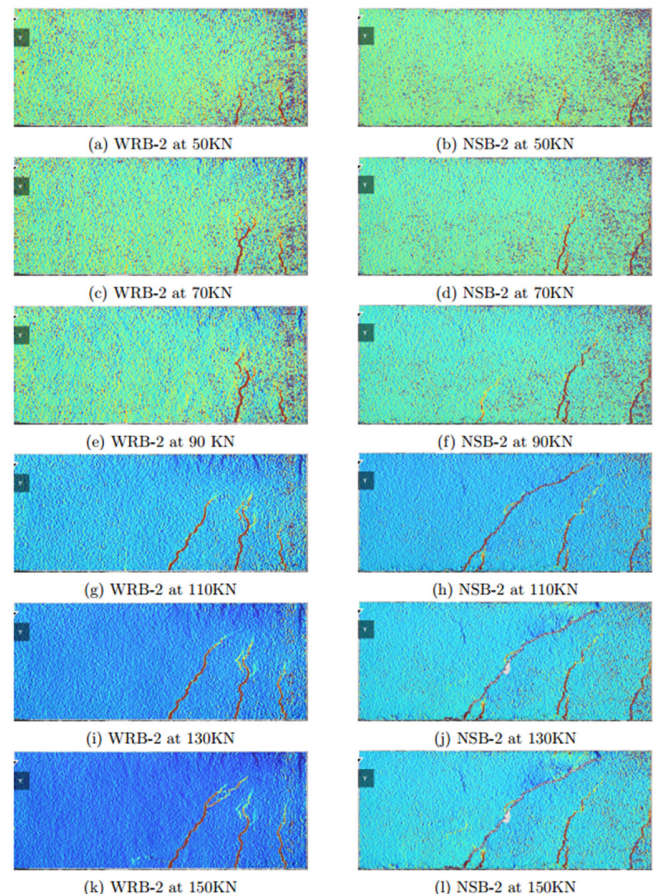 Y Y
(a) WRB-2 at 50KN (b) NSB-2 at 50KN
Y Y
(c) WRB-2 at 70KN (d) NSB-2 at 70KN
Y Y
(e) WRB-2 at 90 KN (f) NSB-2 at 90KN
Y Y
(g) WRB-2 at 110KN (h) NSB-2 at 110KN
Y Y
(i) WRB-2 at 130KN (j) NSB-2 at 130KN
Y Y
(k) WRB-2 at 150KN (l) NSB-2 at 150KN